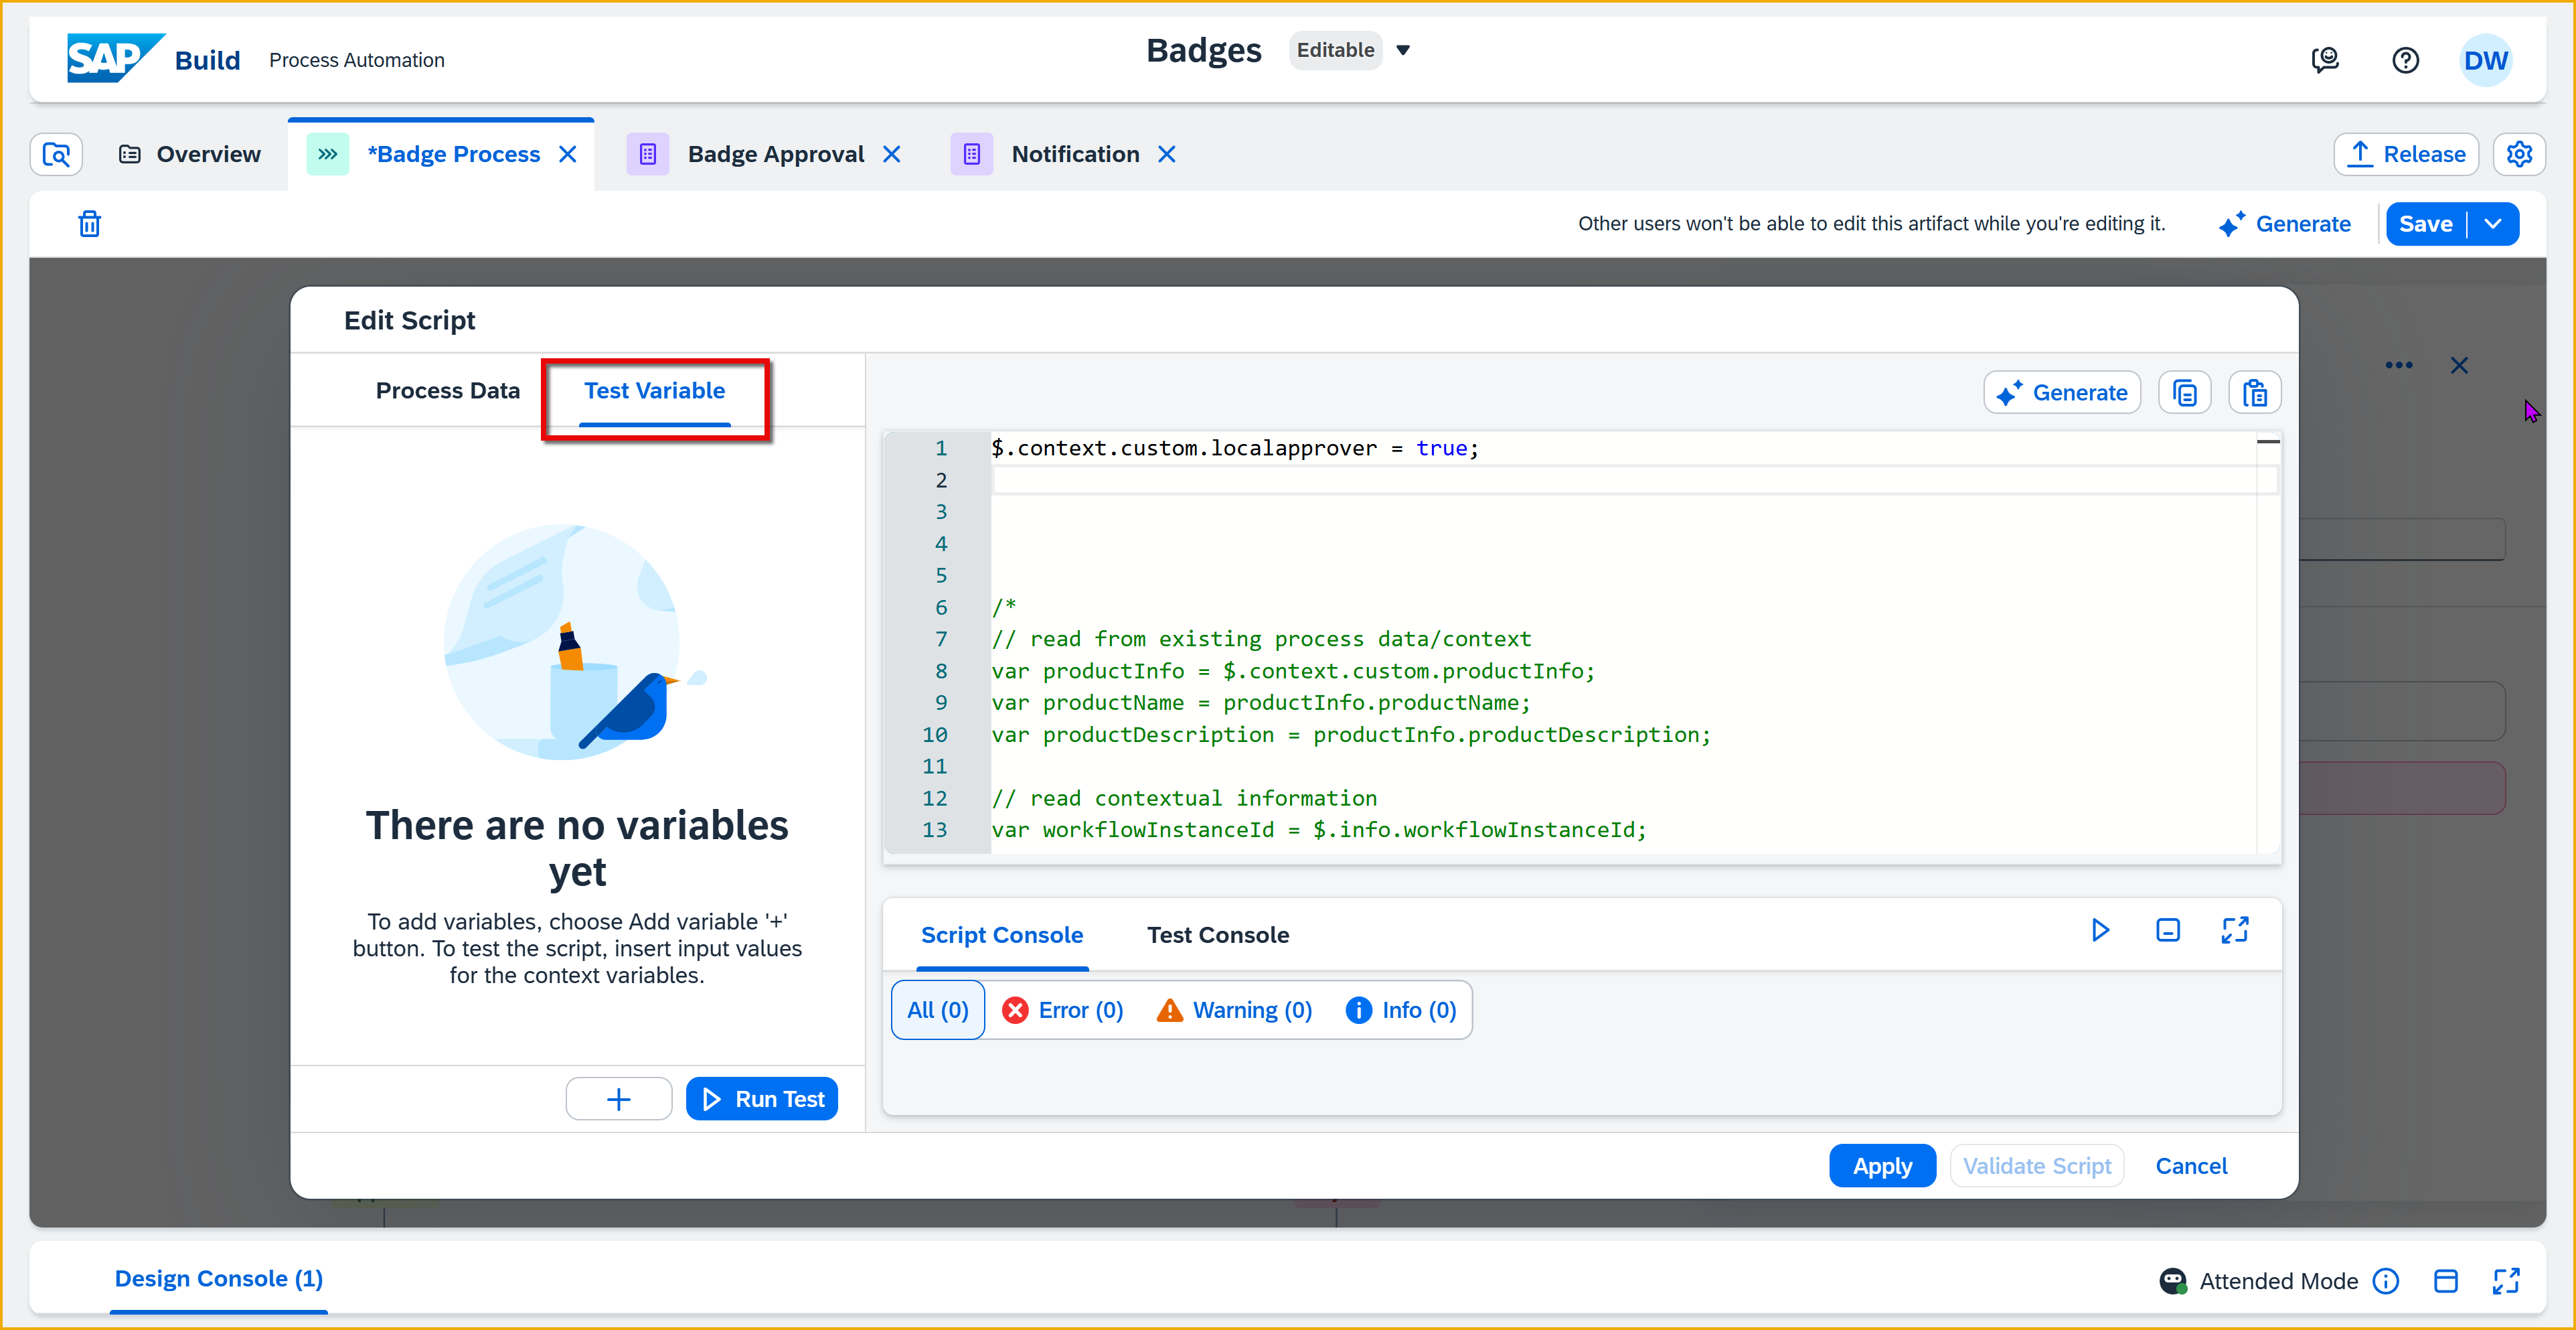 SAP Build Process Automation
Badges Editable
DW
Overview *Badge Process Badge Approval Notification Release
Other users won't be able to edit this artifact while you're editing it. Generate Save
Edit Script
Process Data Test Variable
Generate
There are no variables
yet
To add variables, choose Add variable '+'
button. To test the script, insert input values
for the context variables.
+ Run Test
1 $.context.custom.localapprover = true;
2
3
4
5
6 /*
7 // read from existing process data/context
8 var productInfo = $.context.custom.productInfo;
9 var productName = productInfo.productName;
10 var productDescription = productInfo.productDescription;
11
12 // read contextual information
13 var workflowInstanceId = $.info.workflowInstanceId;
Script Console Test Console
All (0) Error (0) Warning (0) Info (0)
Apply Validate Script Cancel
Design Console (1) Attended Mode